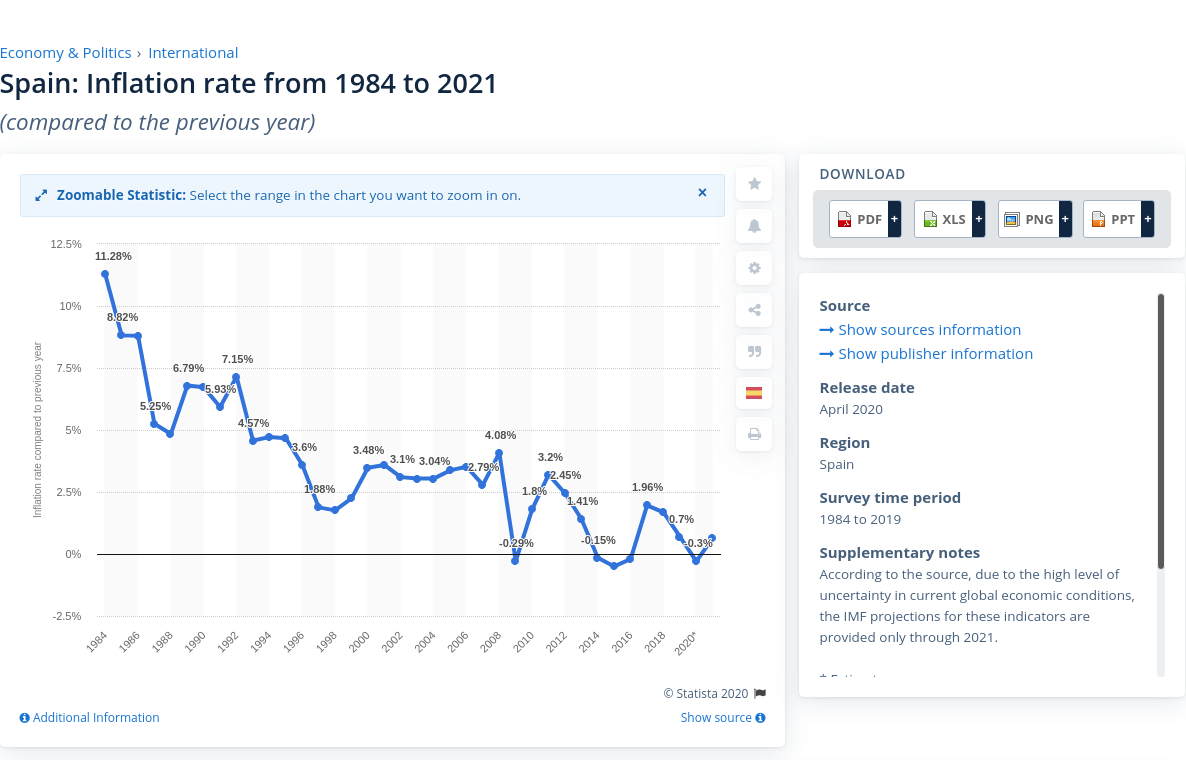 Economy & Politics › International
Spain: Inflation rate from 1984 to 2021
(compared to the previous year)
Zoomable Statistic: Select the range in the chart you want to zoom in on. ×
12.5%
10%
7.5%
5%
2.5%
0%
-2.5%
Inflation rate compared to previous year
11.28%
8.82%
5.25%
6.79%
5.93%
7.15%
4.57%
3.6%
1.88%
3.48%
3.1%
3.04%
2.79%
4.08%
-0.29%
1.8%
3.2%
2.45%
1.41%
-0.15%
1.96%
0.7%
-0.3%
1984
1986
1988
1990
1992
1994
1996
1998
2000
2002
2004
2006
2008
2010
2012
2014
2016
2018
2020*
© Statista 2020
Additional Information
Show source
DOWNLOAD
PDF + XLS + PNG + PPT +
Source
Show sources information
Show publisher information
Release date
April 2020
Region
Spain
Survey time period
1984 to 2019
Supplementary notes
According to the source, due to the high level of
uncertainty in current global economic conditions,
the IMF projections for these indicators are
provided only through 2021.